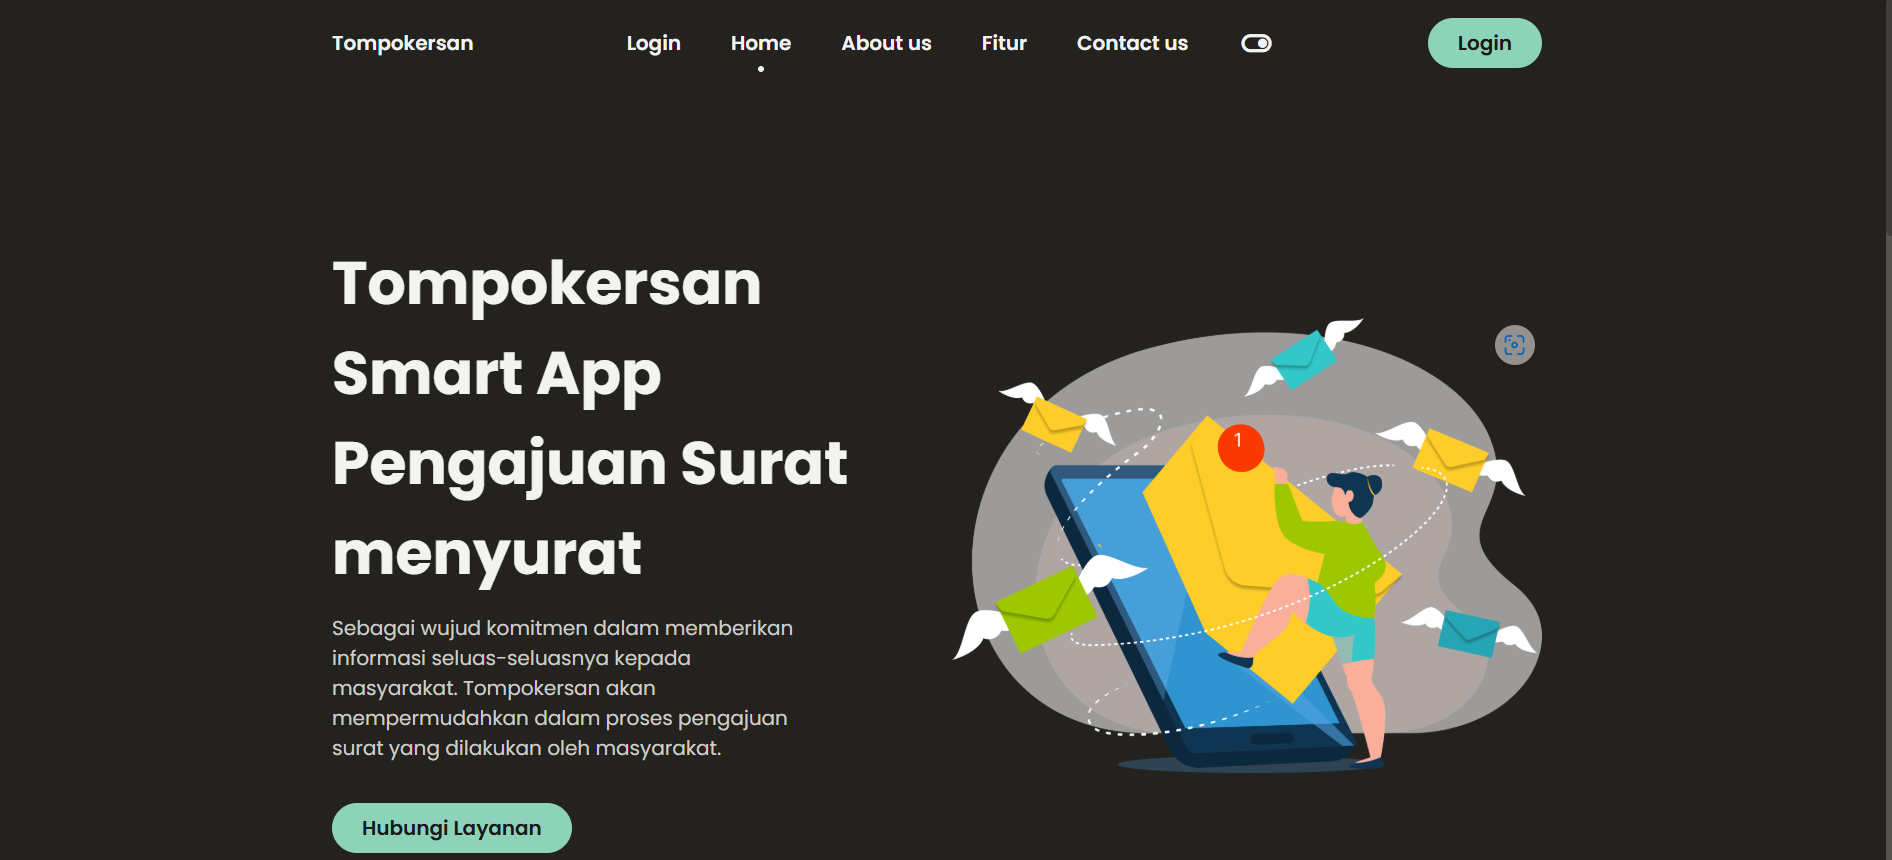 Tompokersan
Login Home About us Fitur Contact us
Login
Tompokersan
Smart App
Pengajuan Surat
menyurat
Sebagai wujud komitmen dalam memberikan
informasi seluas-seluasnya kepada
masyarakat. Tompokersan akan
mempermudahkan dalam proses pengajuan
surat yang dilakukan oleh masyarakat.
Hubungi Layanan
1